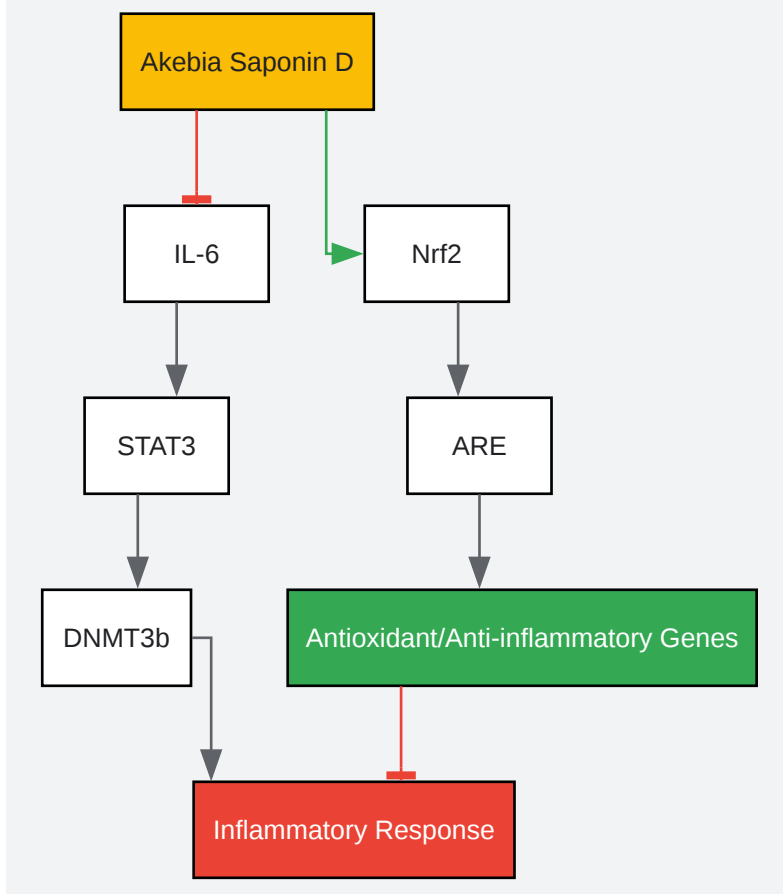 Akebia Saponin D
IL-6
Nrf2
STAT3
ARE
DNMT3b
Antioxidant/Anti-inflammatory Genes
Inflammatory Response